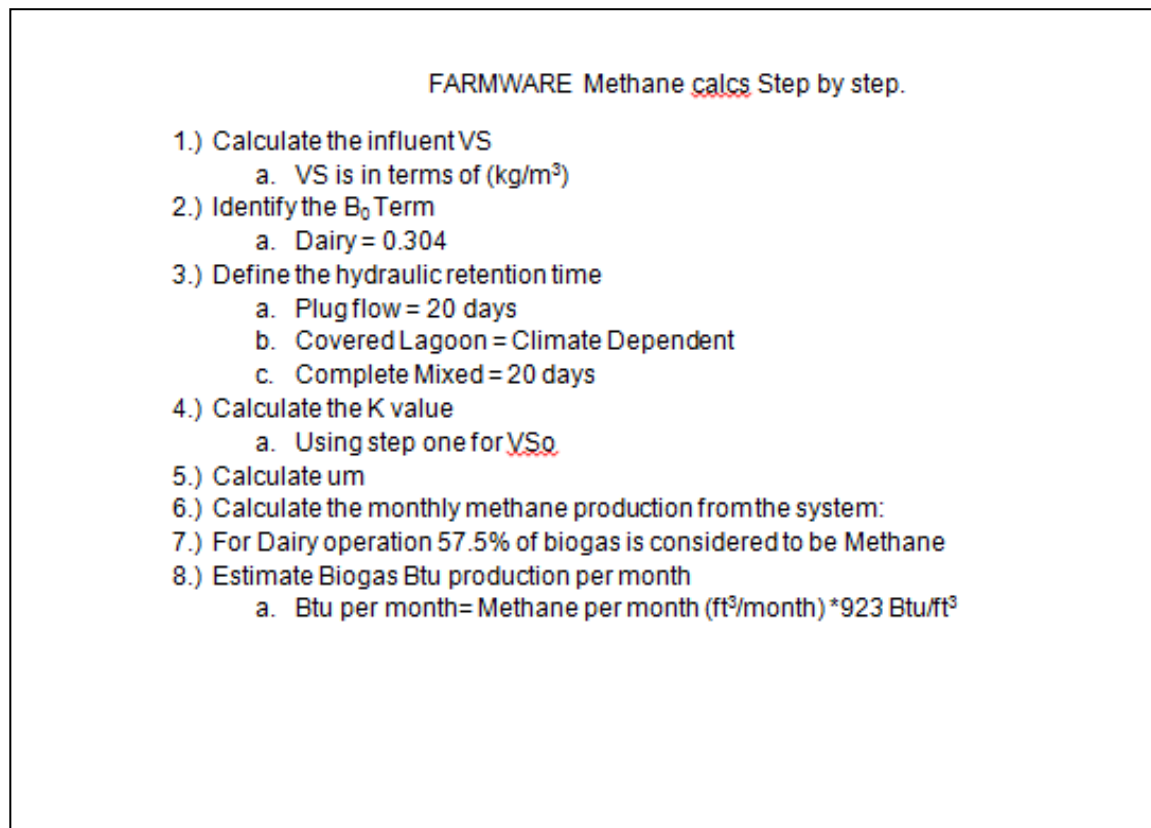 FARMWARE Methane calcs Step by step.
1.) Calculate the influent VS
a. VS is in terms of (kg/m³)
2.) Identify the B₀ Term
a. Dairy = 0.304
3.) Define the hydraulic retention time
a. Plug flow = 20 days
b. Covered Lagoon = Climate Dependent
c. Complete Mixed = 20 days
4.) Calculate the K value
a. Using step one for VSo
5.) Calculate um
6.) Calculate the monthly methane production from the system:
7.) For Dairy operation 57.5% of biogas is considered to be Methane
8.) Estimate Biogas Btu production per month
a. Btu per month= Methane per month (ft³/month) *923 Btu/ft³